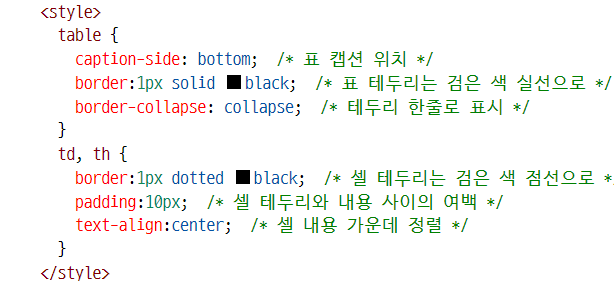 <style>
table {
caption-side: bottom;  /* 표 캡션 위치 */
border:1px solid black;  /* 표 테두리는 검은 색 실선으로 */
border-collapse: collapse;  /* 테두리 한줄로 표시 */
}
td, th {
border:1px dotted black;  /* 셀 테두리는 검은 색 점선으로 *
padding:10px;  /* 셀 테두리와 내용 사이의 여백 */
text-align:center;  /* 셀 내용 가운데 정렬 */
}
</style>